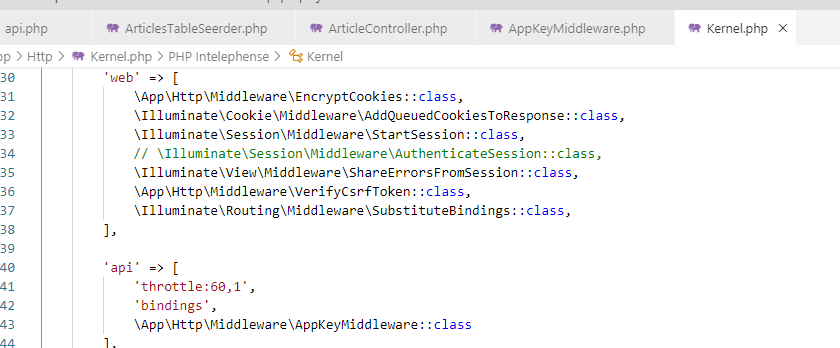 api.php ArticlesTableSeerder.php ArticleController.php AppKeyMiddleware.php Kernel.php
Http > Kernel.php > PHP Intelephense > Kernel
30 'web' => [
31 \App\Http\Middleware\EncryptCookies::class,
32 \Illuminate\Cookie\Middleware\AddQueuedCookiesToResponse::class,
33 \Illuminate\Session\Middleware\StartSession::class,
34 // \Illuminate\Session\Middleware\AuthenticateSession::class,
35 \Illuminate\View\Middleware\ShareErrorsFromSession::class,
36 \App\Http\Middleware\VerifyCsrfToken::class,
37 \Illuminate\Routing\Middleware\SubstituteBindings::class,
38 ],
39
40 'api' => [
41 'throttle:60,1',
42 'bindings',
43 \App\Http\Middleware\AppKeyMiddleware::class
44 ],